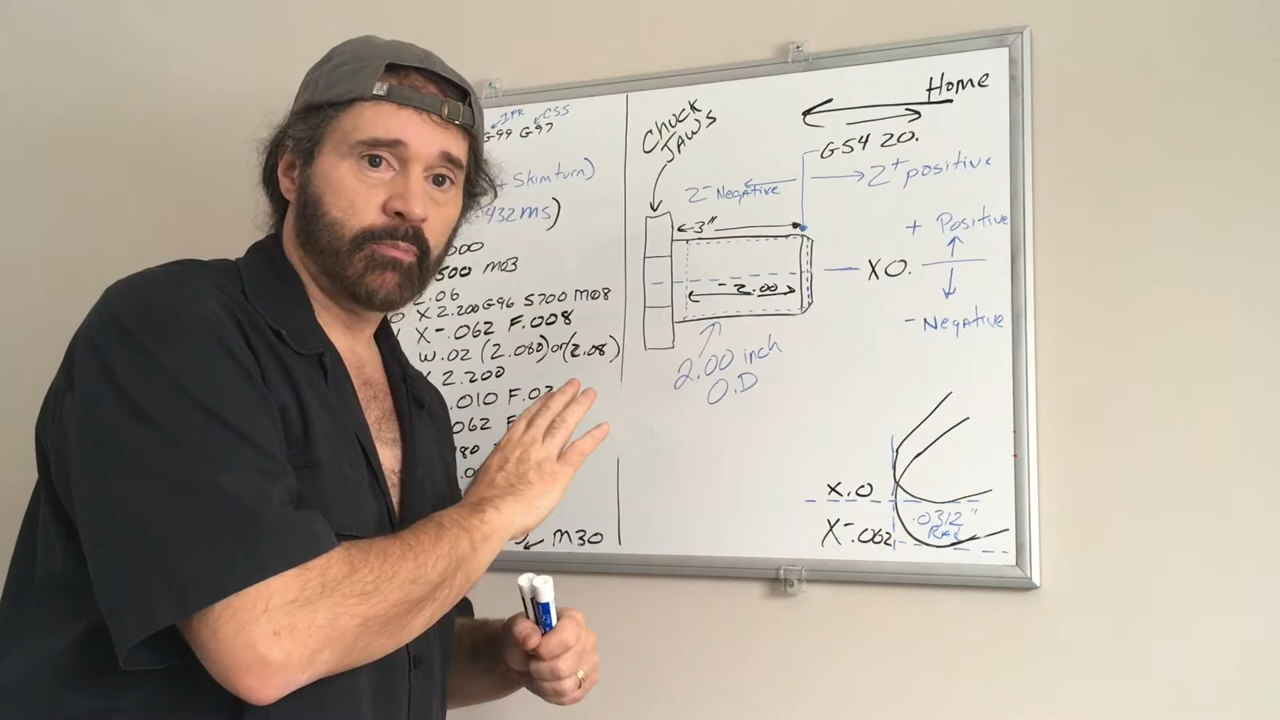 IPR CSS
G99 G97
+ Skim turn)
432 ms)
000
500 M03
2.06
X 2.200 G96 S700 M08
X-.062 F.008
W.02 (2.080) or (2.08)
2.200
.010 F.0
.062 F
M30
Chuck
JAWS
Home
G54 Z0.
Z- Negative
Z+ positive
3"
+ Positive
X0.
-2.00
- Negative
2.00 inch
O.D
X.0
.0312"
X-.062
RAD